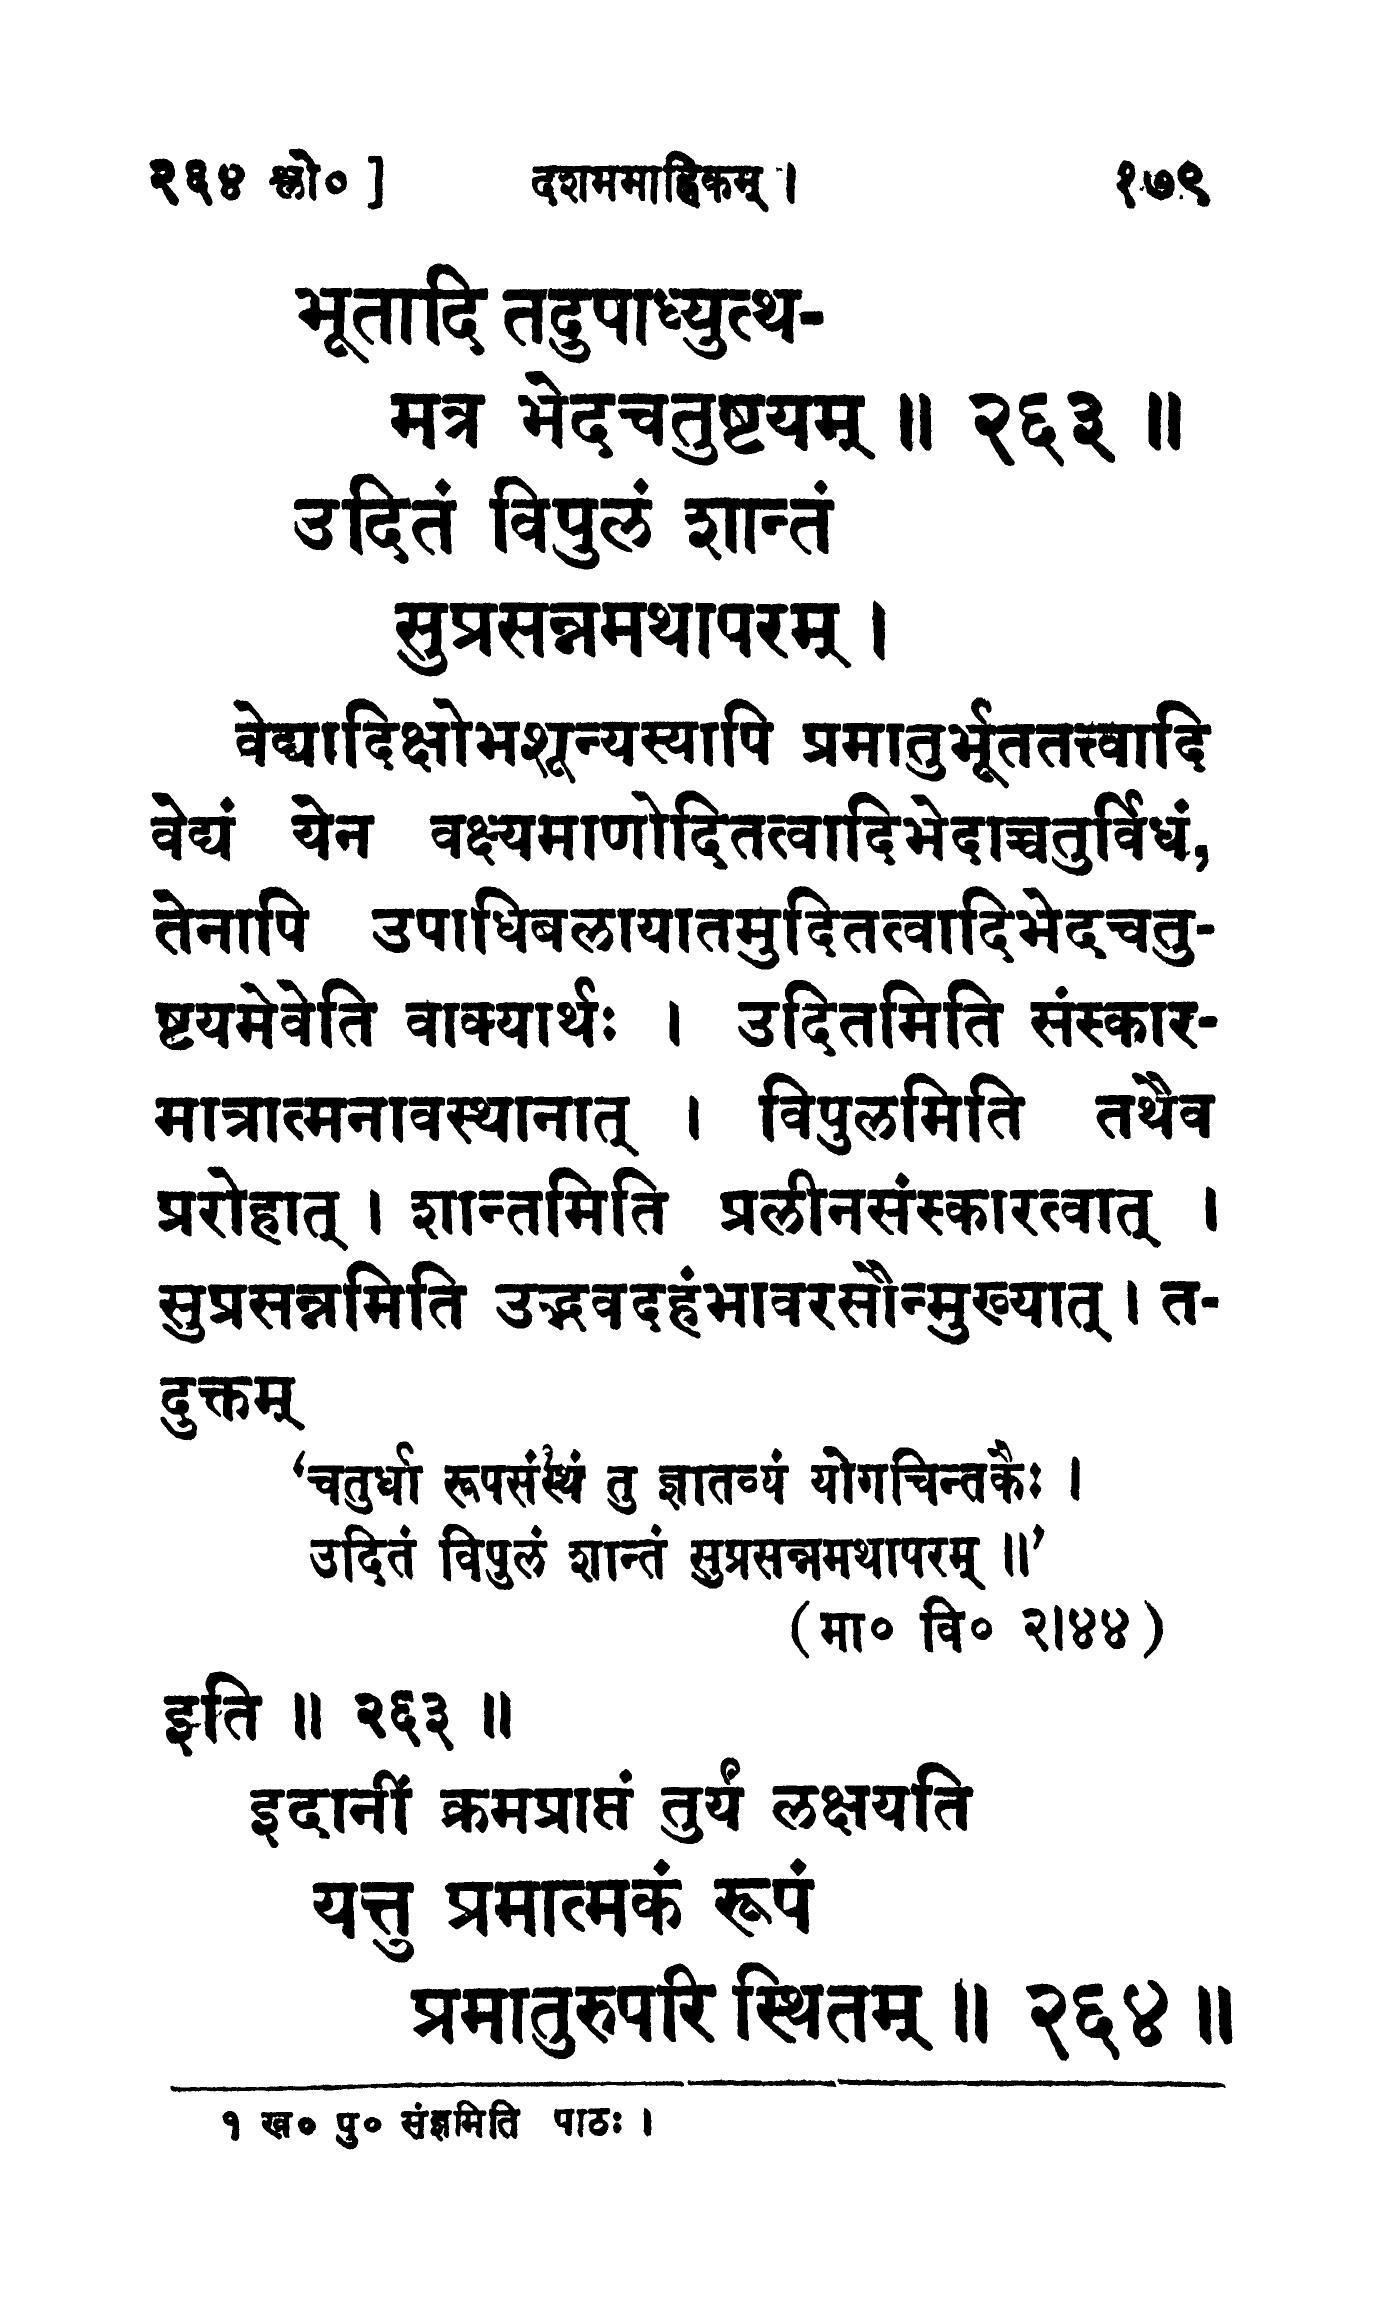 २६४ श्लो० ] दशममाह्निकम् । १७९
भूतादि तदुपाध्युत्थ-
मत्र भेदचतुष्टयम् ॥ २६३ ॥
उदितं विपुलं शान्तं
सुप्रसन्नमथापरम् ।
वेद्यादिक्षोभशून्यस्यापि प्रमातुर्भूततत्त्वादि
वेद्यं येन वक्ष्यमाणोदितत्वादिभेदाच्चतुर्विधं,
तेनापि उपाधिबलायातमुदितत्वादिभेदचतु-
ष्टयमेवेति वाक्यार्थः । उदितमिति संस्कार-
मात्रात्मनावस्थानात् । विपुलमिति तथैव
प्ररोहात् । शान्तमिति प्रलीनसंस्कारत्वात् ।
सुप्रसन्नमिति उद्भवदहंभावरसौन्मुख्यात् । त-
दुक्तम्
‘चतुर्धा रूपसंस्थं तु ज्ञातव्यं योगचिन्तकैः ।
उदितं विपुलं शान्तं सुप्रसन्नमथापरम् ॥’
(मा० वि० २।४४)
इति ॥ २६३ ॥
इदानीं क्रमप्राप्तं तुर्यं लक्षयति
यत्तु प्रमात्मकं रूपं
प्रमातुरुपरि स्थितम् ॥ २६४ ॥
१ ख० पु० संज्ञमिति पाठः ।